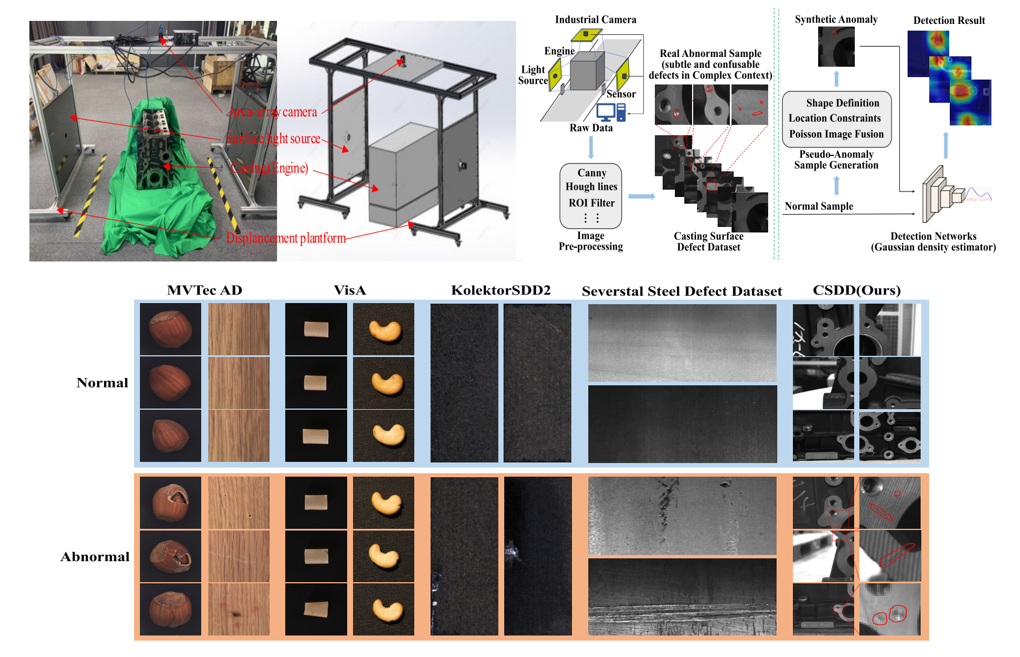 Area-array camera
Surface light source
Casting(Engine)
Displancement plantform
Industrial Camera
Engine
Light
Source
Sensor
Raw Data
Real Abnormal Sample
(subtle and confusable
defects in Complex Context)
Canny
Hough lines
ROI Filter
Image
Pre-processing
Casting Surface
Defect Dataset
Synthetic Anomaly
Detection Result
Shape Definition
Location Constraints
Poisson Image Fusion
Pseudo-Anomaly
Sample Generation
Normal Sample
Detection Networks
(Gaussian density estimator)
MVTec AD
VisA
KolektorSDD2
Severstal Steel Defect Dataset
CSDD(Ours)
Normal
Abnormal